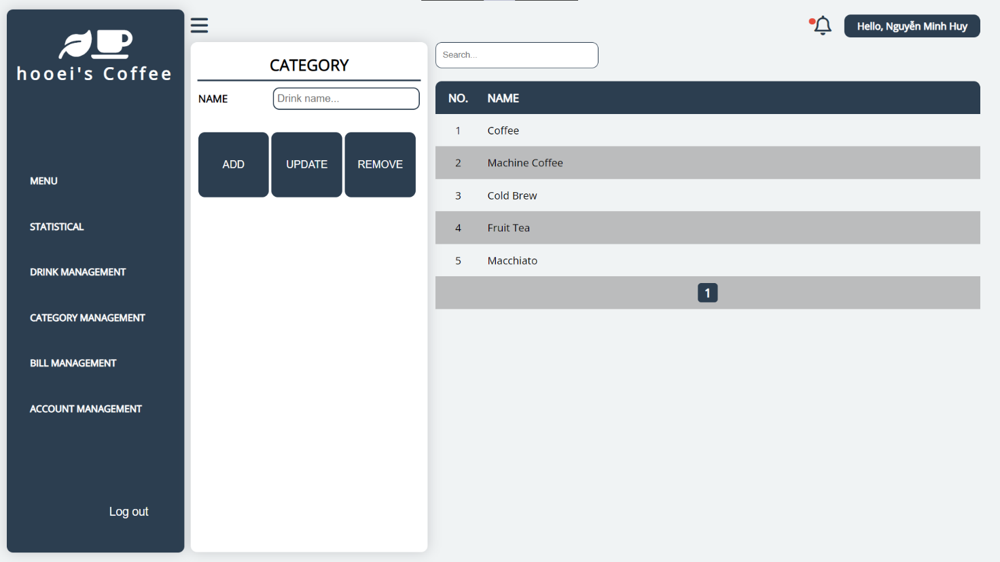 hooei's Coffee
MENU
STATISTICAL
DRINK MANAGEMENT
CATEGORY MANAGEMENT
BILL MANAGEMENT
ACCOUNT MANAGEMENT
Log out
Hello, Nguyễn Minh Huy
CATEGORY
NAME Drink name...
ADD UPDATE REMOVE
Search...
NO. NAME
1 Coffee
2 Machine Coffee
3 Cold Brew
4 Fruit Tea
5 Macchiato
1